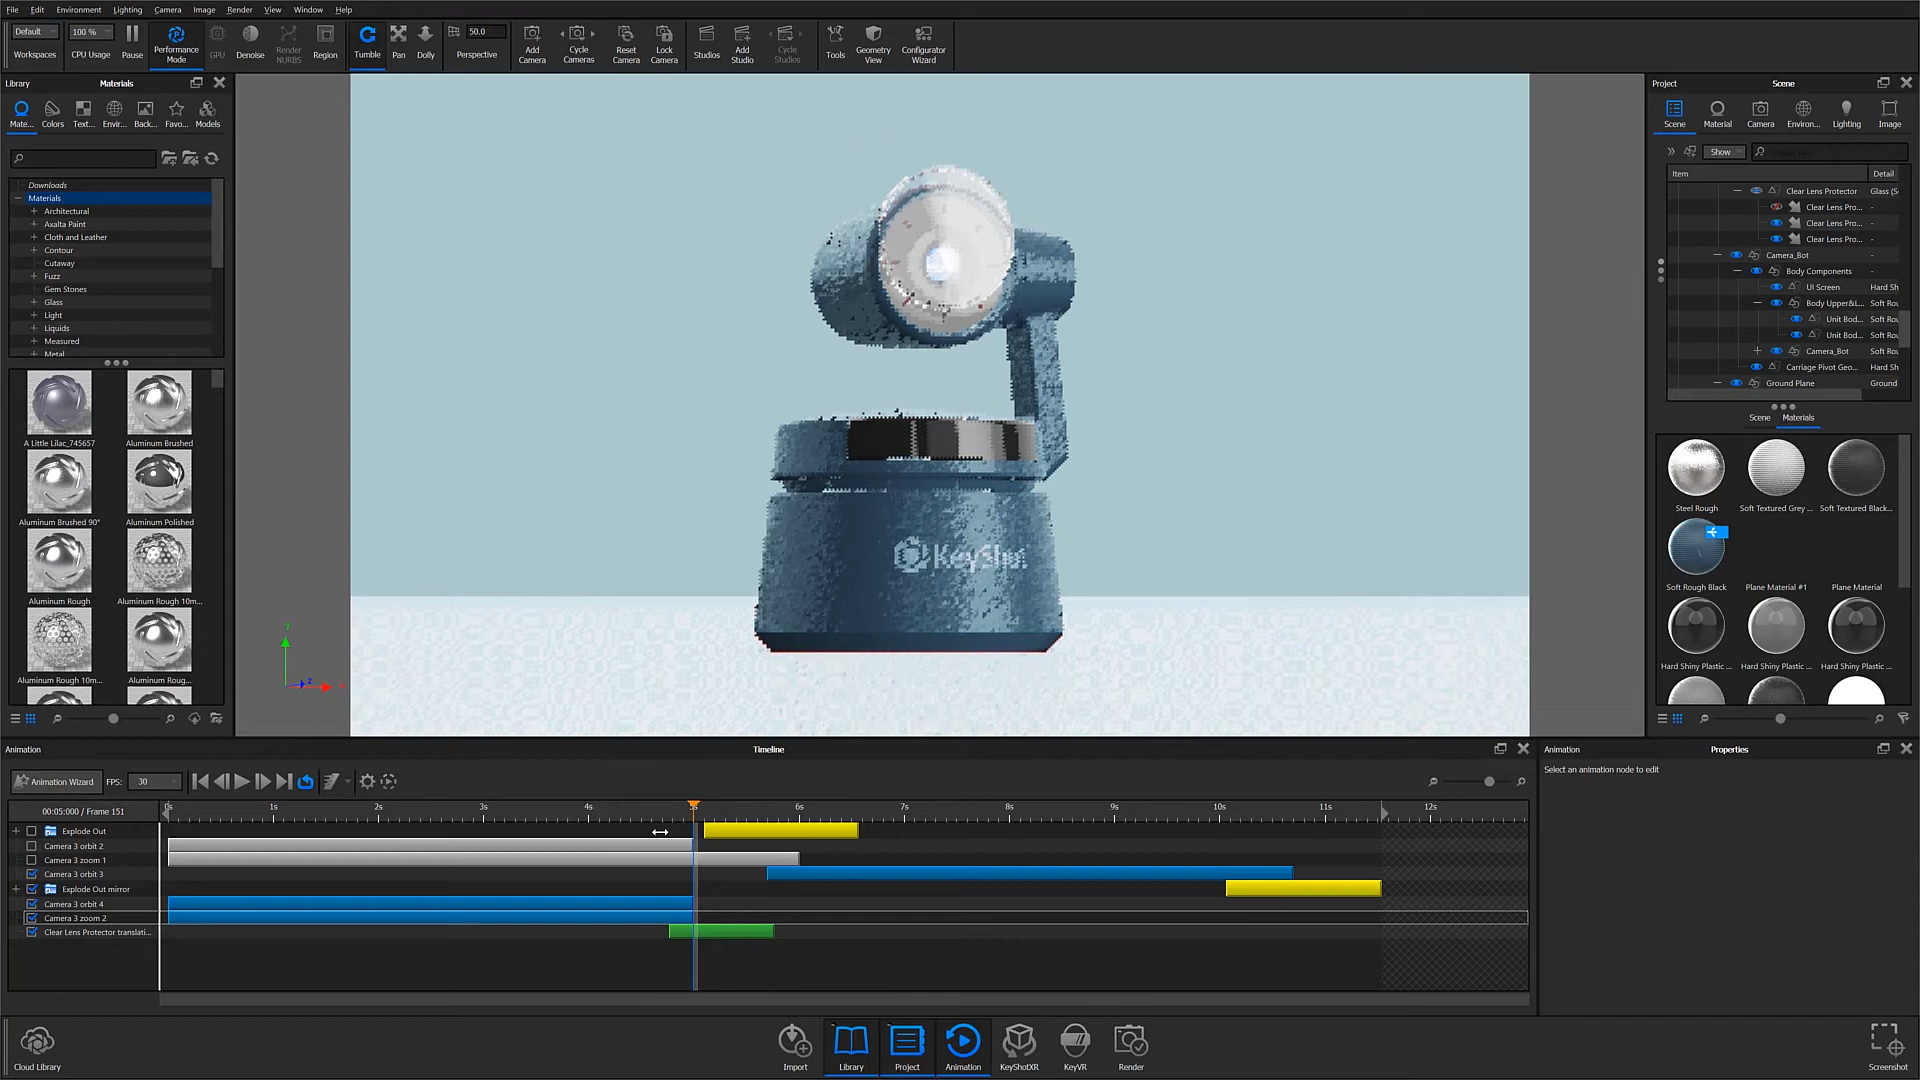 File Edit Environment Lighting Camera Image Render View Window Help
Default 100 % 50.0
Workspaces CPU Usage Pause Performance Mode GPU Denoise Render NURBS Region Tumble Pan Dolly Perspective Add Camera Cycle Cameras Reset Camera Lock Camera Studios Add Studio Cycle Studios Tools Geometry View Configurator Wizard
Library Materials
Mate... Colors Text... Envir... Back... Favo... Models
Downloads
Materials
Architectural
Axalta Paint
Cloth and Leather
Contour
Cutaway
Fuzz
Gem Stones
Glass
Light
Liquids
Measured
Metal
A Little Lilac_745657 Aluminum Brushed
Aluminum Brushed 90° Aluminum Polished
Aluminum Rough Aluminum Rough 10m...
Aluminum Rough 10m... Aluminum Roug...
KeyShot
y
z
Project Scene
Scene Material Camera Environ... Lighting Image
Show
Item Detail
Clear Lens Protector Glass (S
Clear Lens Pro... -
Clear Lens Pro... -
Clear Lens Pro... -
Camera_Bot -
Body Components -
UI Screen Hard Sh
Body Upper&L... Soft Rou
Unit Bod... Soft Rou
Unit Bod... Soft Rou
Camera_Bot Soft Rou
Carriage Pivot Geo... Hard Sh
Ground Plane Ground
Scene Materials
Steel Rough Soft Textured Grey ... Soft Textured Black...
Soft Rough Black Plane Material #1 Plane Material
Hard Shiny Plastic ... Hard Shiny Plastic ... Hard Shiny Plastic ...
Animation Timeline
Animation Wizard FPS: 30
00:05:000 / Frame 151 0s 1s 2s 3s 4s 5s 6s 7s 8s 9s 10s 11s 12s
Explode Out
Camera 3 orbit 2
Camera 3 zoom 1
Camera 3 orbit 3
Explode Out mirror
Camera 3 orbit 4
Camera 3 zoom 2
Clear Lens Protector translati...
Animation Properties
Select an animation node to edit
Cloud Library Import Library Project Animation KeyShotXR KeyVR Render Screenshot